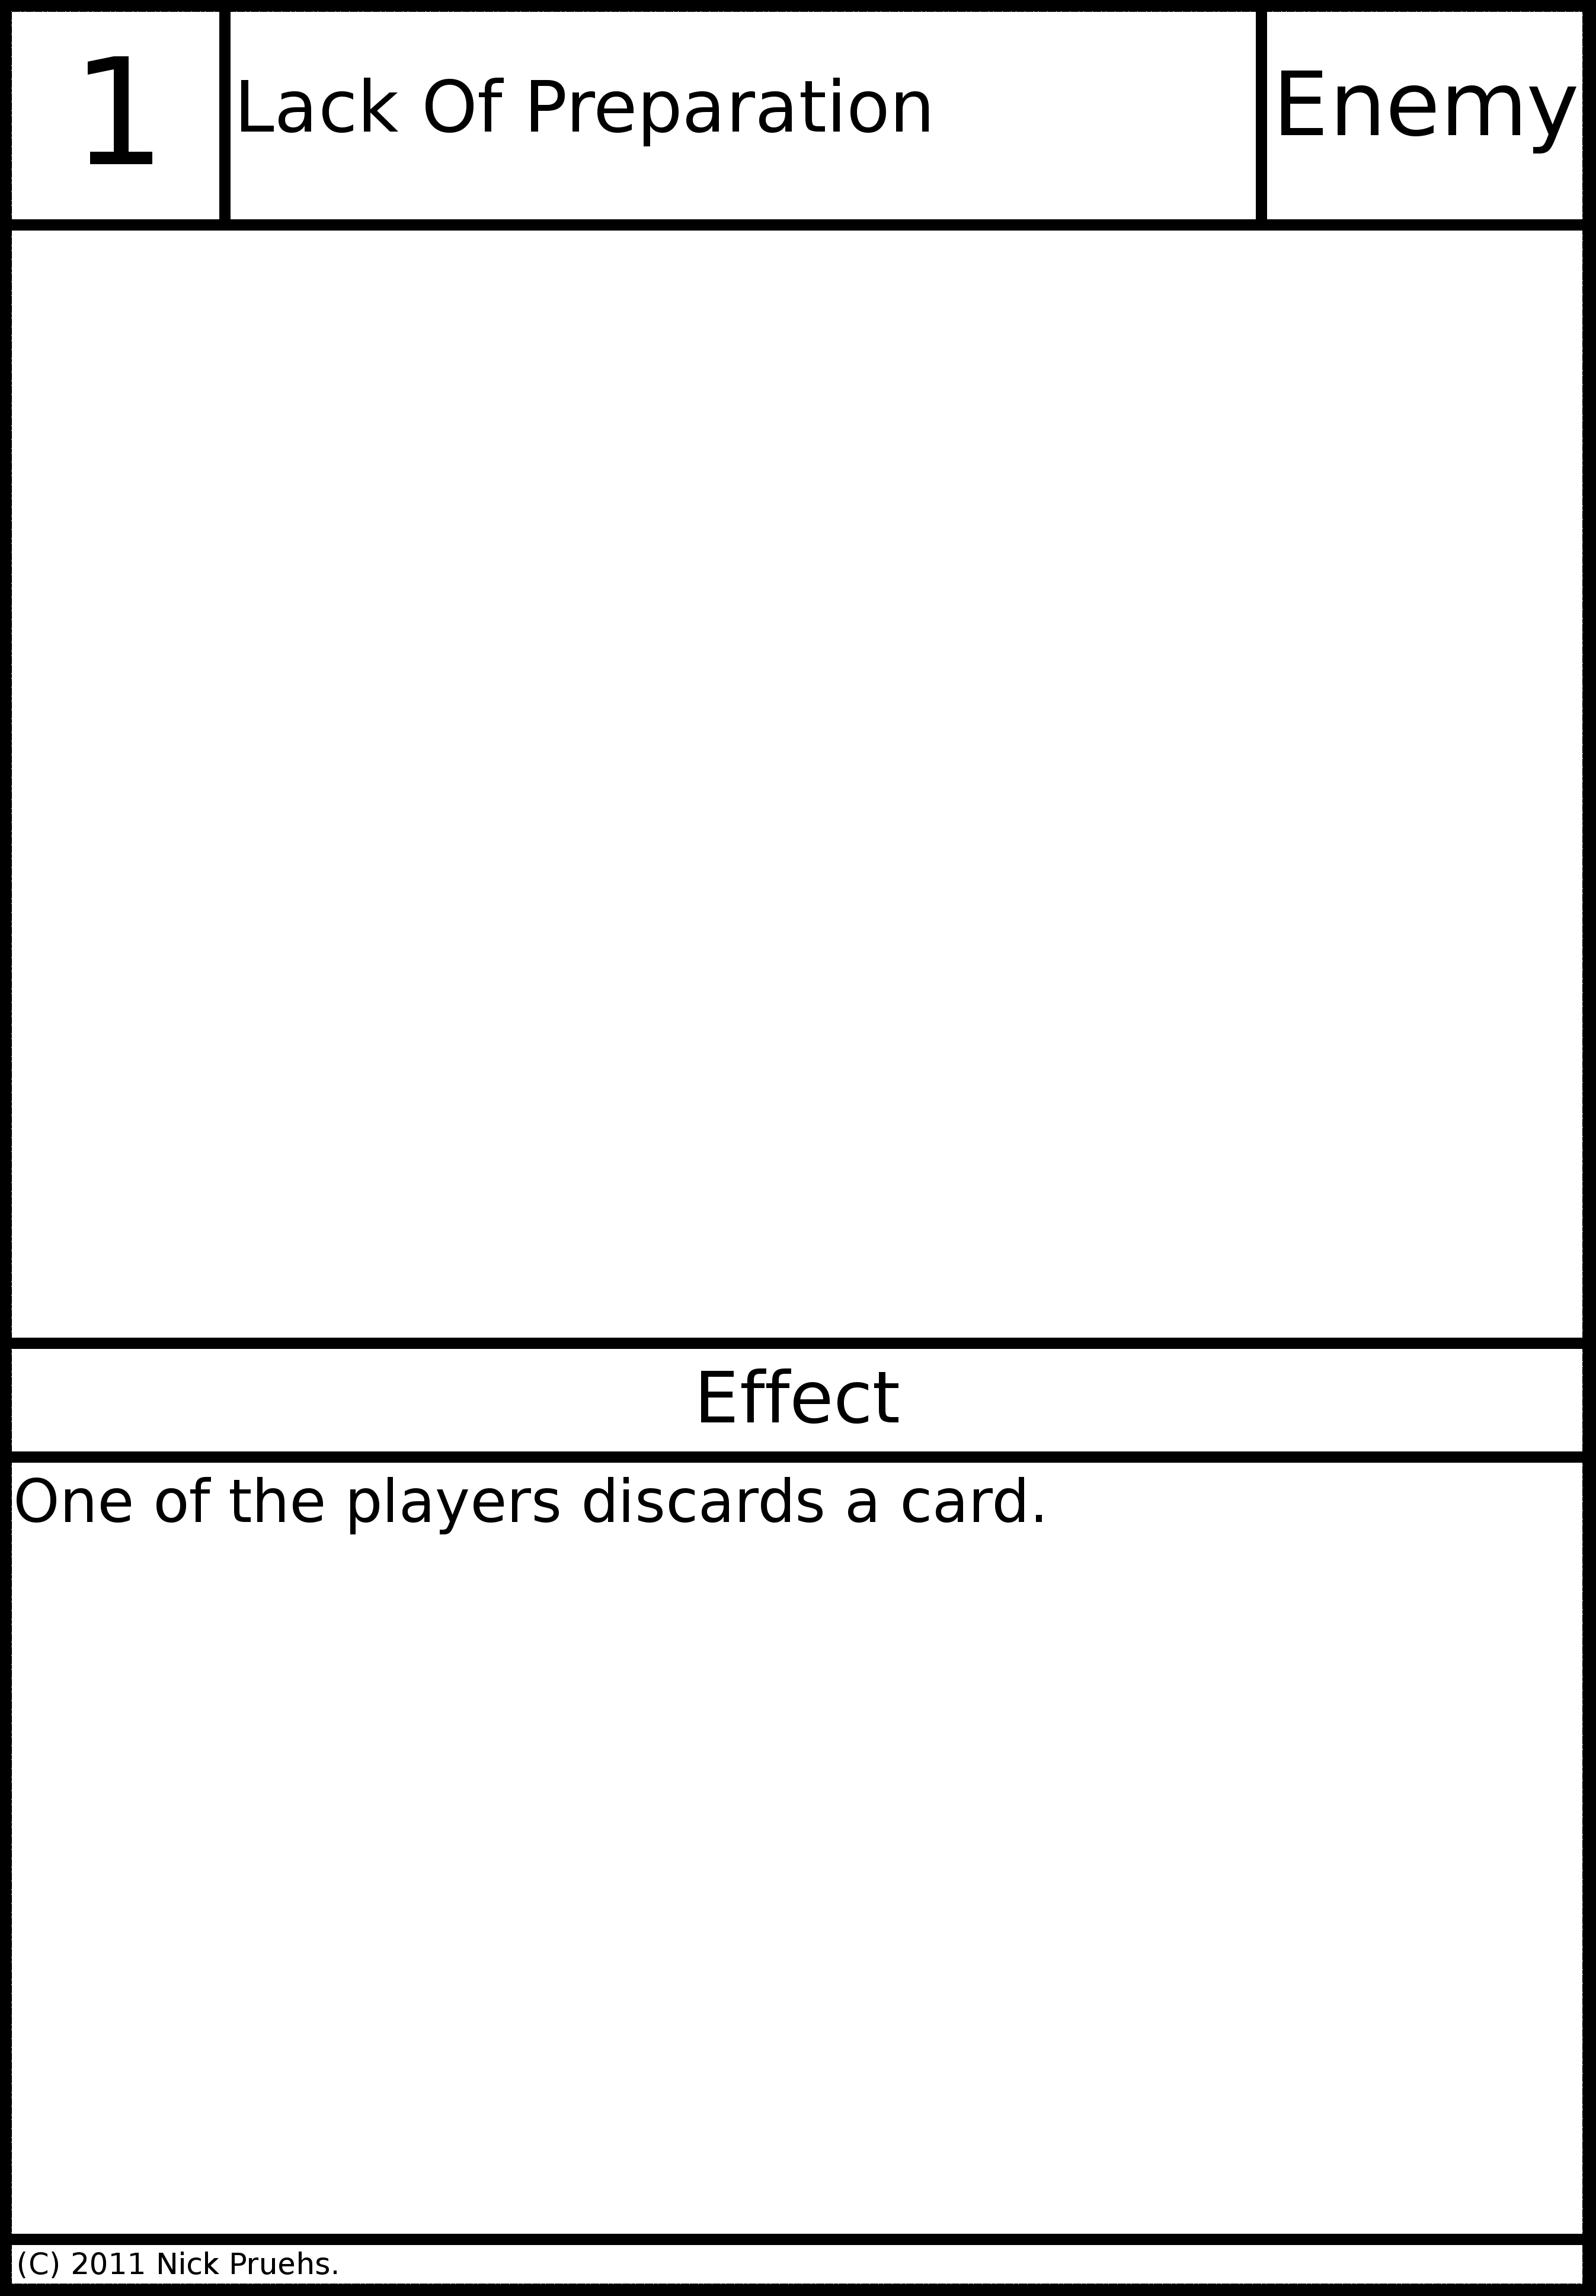 1
Lack Of Preparation
Enemy
Effect
One of the players discards a card.
(C) 2011 Nick Pruehs.